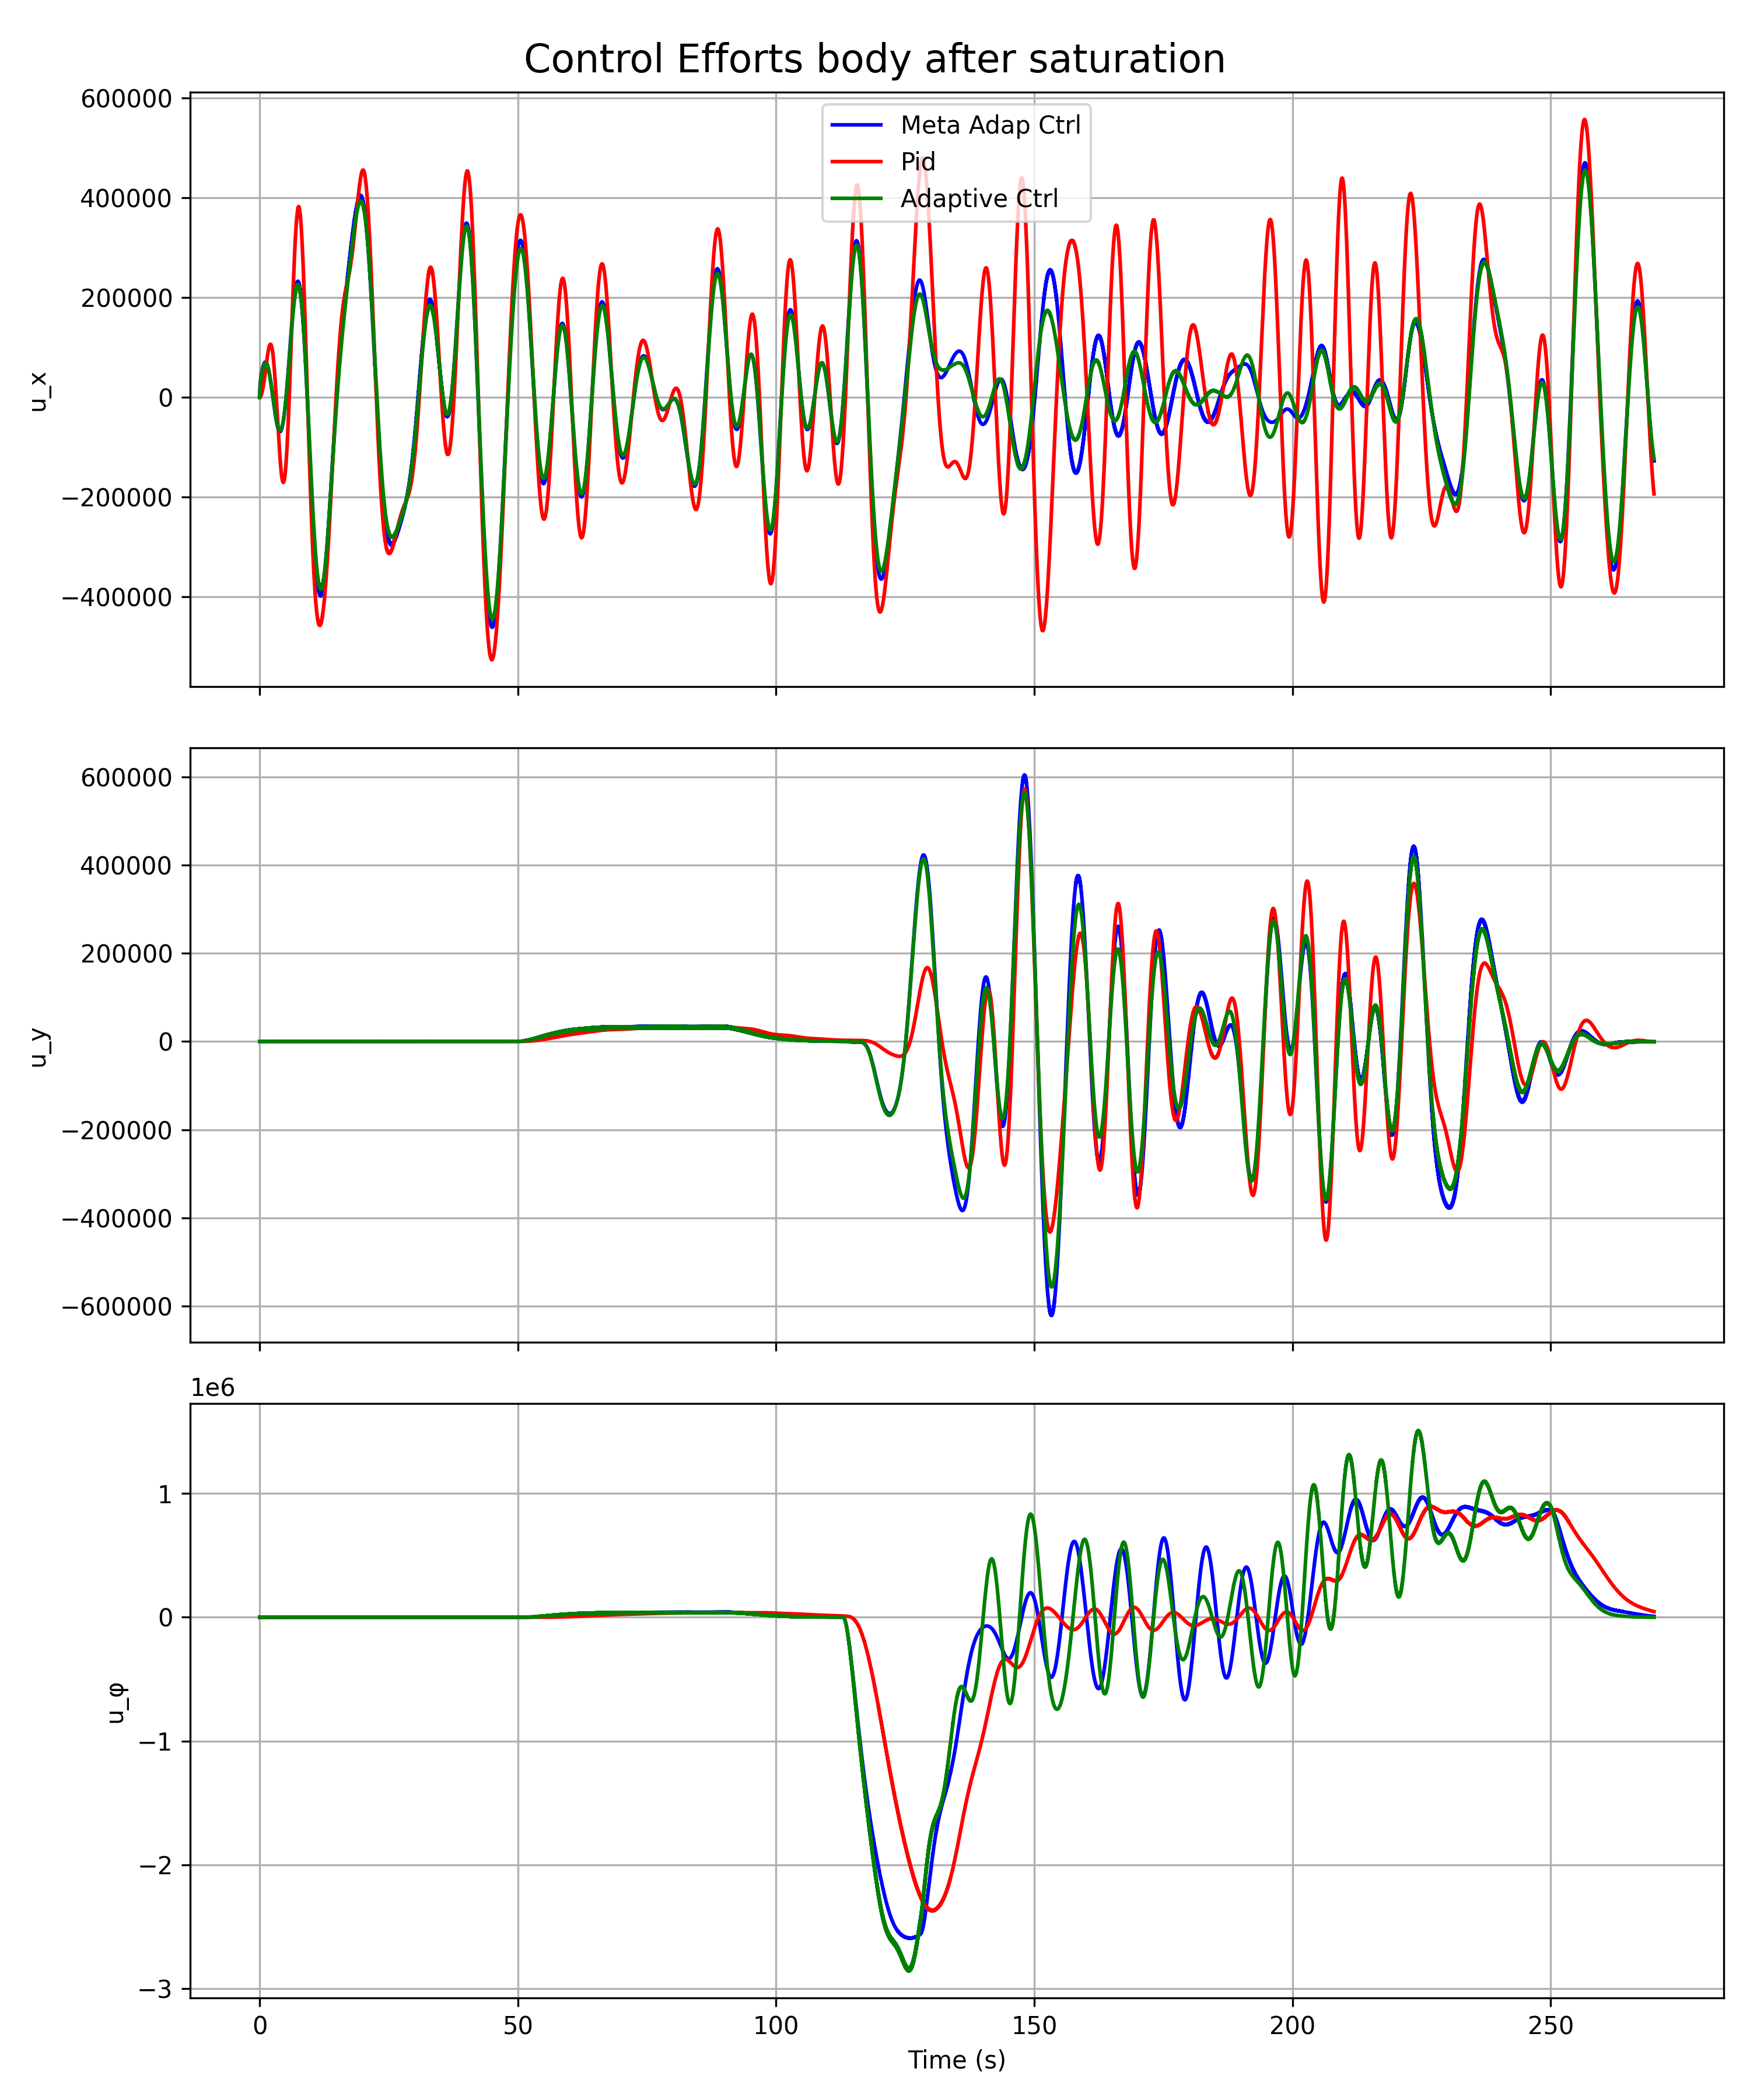 Control Efforts body after saturation
600000
400000
200000
0
−200000
−400000
u_x
Meta Adap Ctrl
Pid
Adaptive Ctrl
600000
400000
200000
0
−200000
−400000
−600000
u_y
1e6
1
0
−1
−2
−3
u_φ
0 50 100 150 200 250
Time (s)